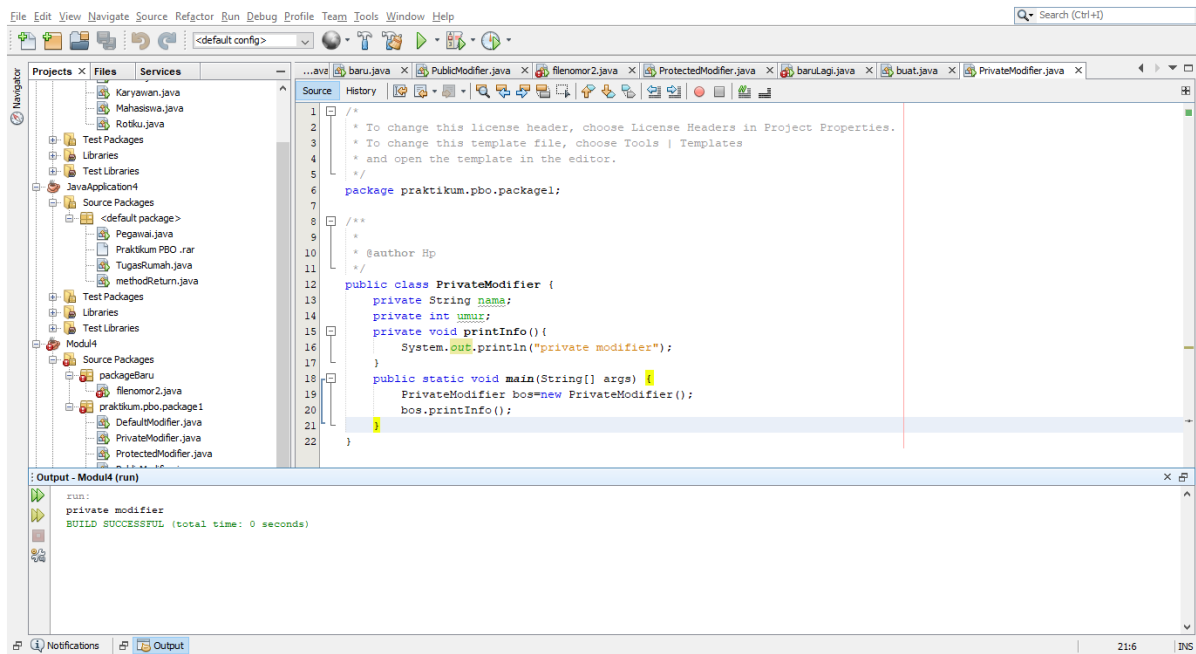 File Edit View Navigate Source Refactor Run Debug Profile Team Tools Window Help
Search (Ctrl+I)
<default config>
Navigator
Projects × Files Services
Karyawan.java
Mahasiswa.java
Rotiku.java
Test Packages
Libraries
Test Libraries
JavaApplication4
Source Packages
<default package>
Pegawai.java
Praktikum PBO .rar
TugasRumah.java
methodReturn.java
Test Packages
Libraries
Test Libraries
Modul4
Source Packages
packageBaru
filenomor2.java
praktikum.pbo.package1
DefaultModifier.java
PrivateModifier.java
ProtectedModifier.java
...ava baru.java × PublicModifier.java × filenomor2.java × ProtectedModifier.java × baruLagi.java × buat.java × PrivateModifier.java ×
Source History
1 /*
2 * To change this license header, choose License Headers in Project Properties.
3 * To change this template file, choose Tools | Templates
4 * and open the template in the editor.
5 */
6 package praktikum.pbo.package1;
7
8 /**
9 *
10 * @author Hp
11 */
12 public class PrivateModifier {
13 private String nama;
14 private int umur;
15 private void printInfo(){
16 System.out.println("private modifier");
17 }
18 public static void main(String[] args) {
19 PrivateModifier bos=new PrivateModifier();
20 bos.printInfo();
21 }
22 }
Output - Modul4 (run)
run:
private modifier
BUILD SUCCESSFUL (total time: 0 seconds)
Notifications Output
21:6 INS